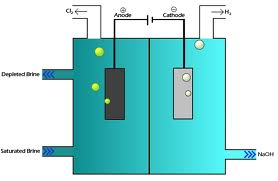 Cl₂
Anode
Cathode
H₂
Depleted Brine
Saturated Brine
NaOH